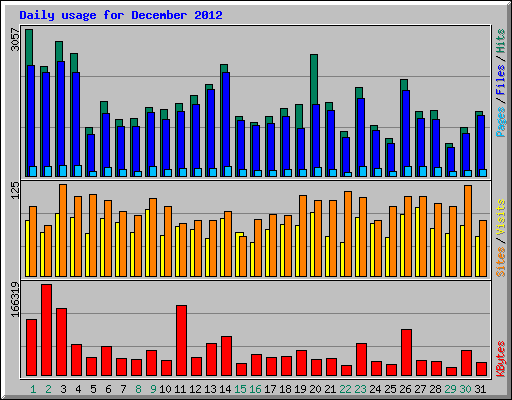 Daily usage for December 2012
3057
Pages / Files / Hits
125
Sites / Visits
166319
KBytes
1 2 3 4 5 6 7 8 9 10 11 12 13 14 15 16 17 18 19 20 21 22 23 24 25 26 27 28 29 30 31